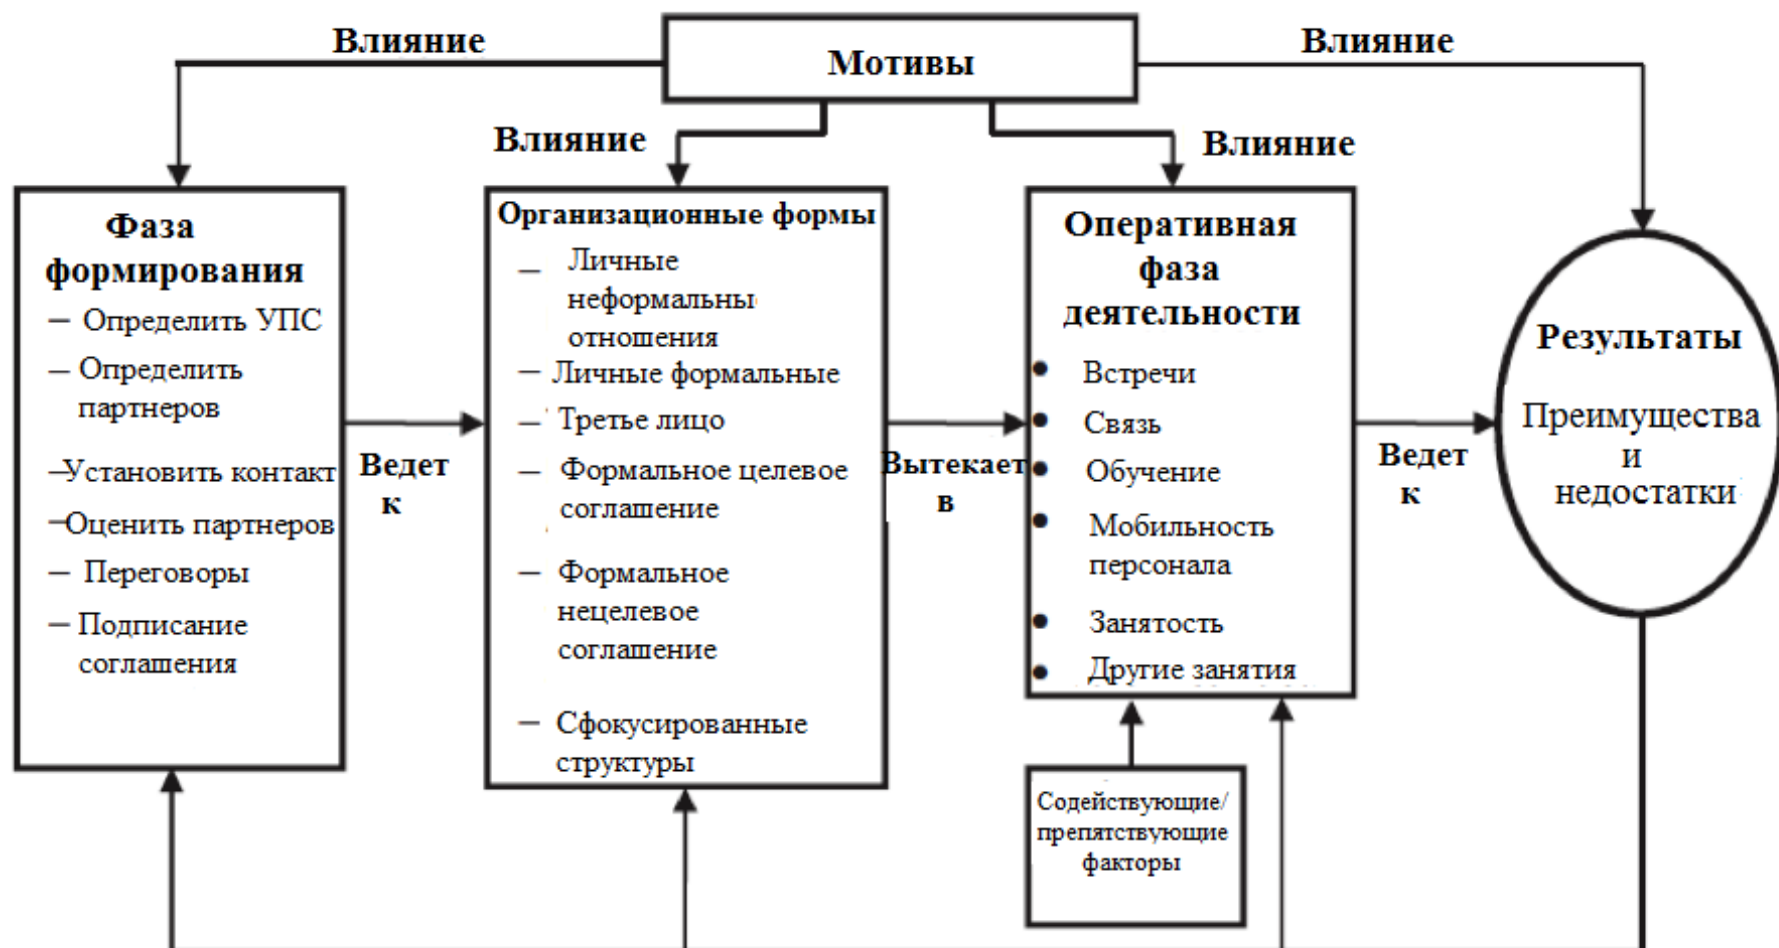 Влияние
Мотивы
Влияние
Влияние
Влияние
Фаза
формирования
– Определить УПС
– Определить
партнеров
–Установить контакт
–Оценить партнеров
– Переговоры
– Подписание
соглашения
Ведет
к
Организационные формы
– Личные
неформальны
отношения
– Личные формальные
– Третье лицо
– Формальное целевое
соглашение
– Формальное
нецелевое
соглашение
– Сфокусированные
структуры
Вытекает
в
Оперативная
фаза
деятельности
• Встречи
• Связь
• Обучение
• Мобильность
персонала
• Занятость
• Другие занятия
Содействующие/
препятствующие
факторы
Ведет
к
Результаты
Преимущества
и
недостатки